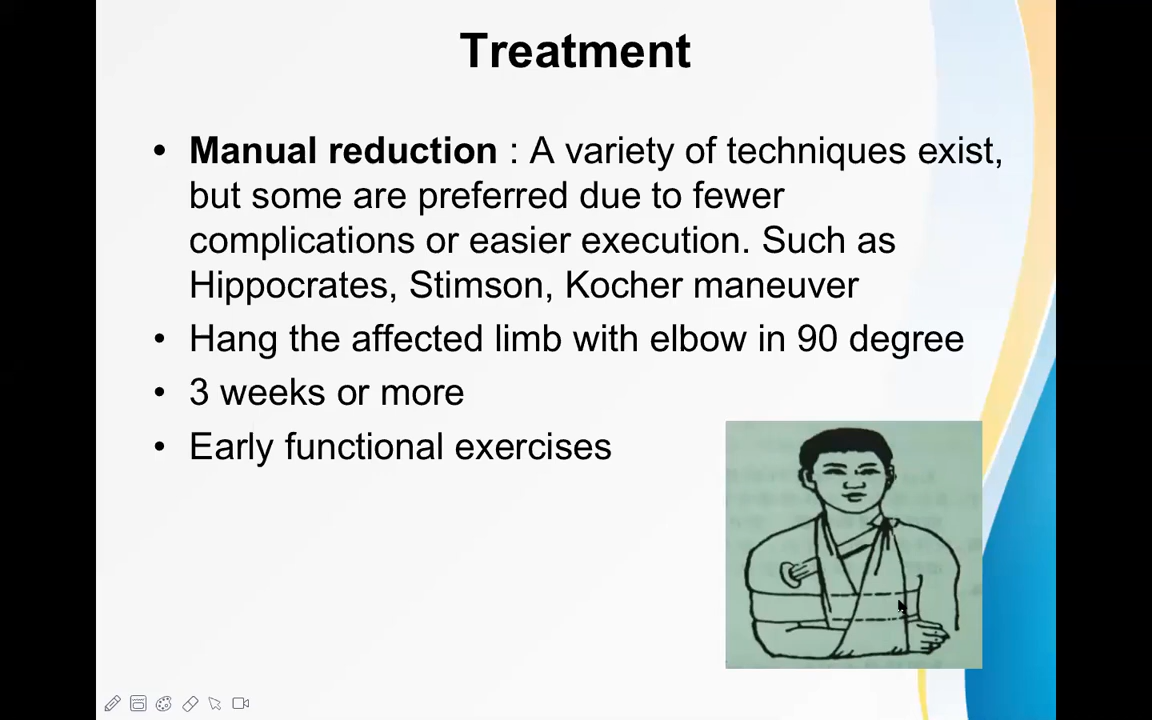 Treatment
• Manual reduction : A variety of techniques exist,
but some are preferred due to fewer
complications or easier execution. Such as
Hippocrates, Stimson, Kocher maneuver
• Hang the affected limb with elbow in 90 degree
• 3 weeks or more
• Early functional exercises